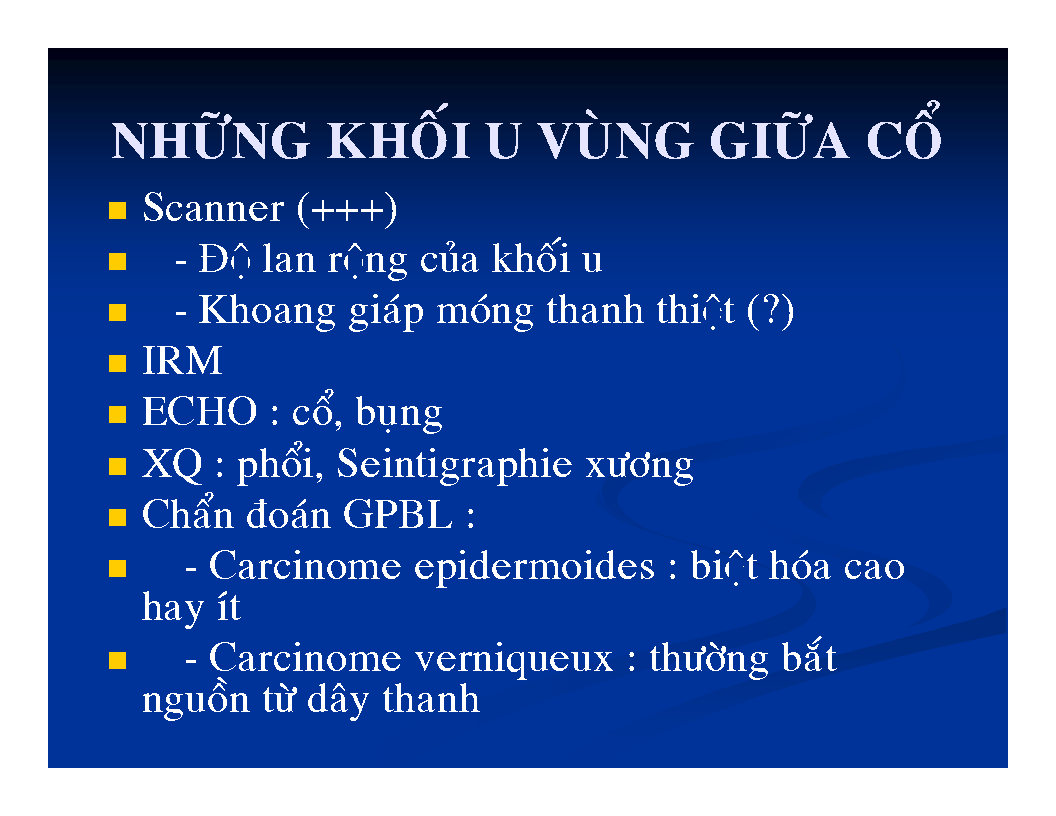 NHỮNG KHỐI U VÙNG GIỮA CỔ
Scanner (+++)
- Độ lan rộng của khối u
- Khoang giáp móng thanh thiệt (?)
IRM
ECHO : cổ, bụng
XQ : phổi, Seintigraphie xương
Chẩn đoán GPBL :
- Carcinome epidermoides : biệt hóa cao
hay ít
- Carcinome verniqueux : thường bắt
nguồn từ dây thanh